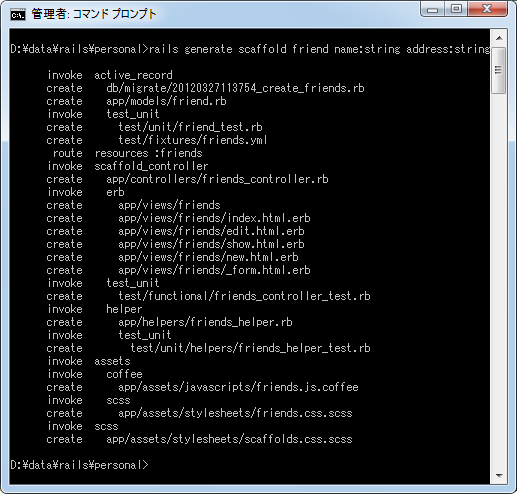 管理者: コマンド プロンプト
D:¥data¥rails¥personal>rails generate scaffold friend name:string address:string
invoke  active_record
create    db/migrate/20120327113754_create_friends.rb
create    app/models/friend.rb
invoke    test_unit
create      test/unit/friend_test.rb
create      test/fixtures/friends.yml
route  resources :friends
invoke  scaffold_controller
create    app/controllers/friends_controller.rb
invoke    erb
create      app/views/friends
create      app/views/friends/index.html.erb
create      app/views/friends/edit.html.erb
create      app/views/friends/show.html.erb
create      app/views/friends/new.html.erb
create      app/views/friends/_form.html.erb
invoke    test_unit
create      test/functional/friends_controller_test.rb
invoke    helper
create      app/helpers/friends_helper.rb
invoke      test_unit
create        test/unit/helpers/friends_helper_test.rb
invoke  assets
invoke    coffee
create      app/assets/javascripts/friends.js.coffee
invoke    scss
create      app/assets/stylesheets/friends.css.scss
invoke  scss
create    app/assets/stylesheets/scaffolds.css.scss
D:¥data¥rails¥personal>